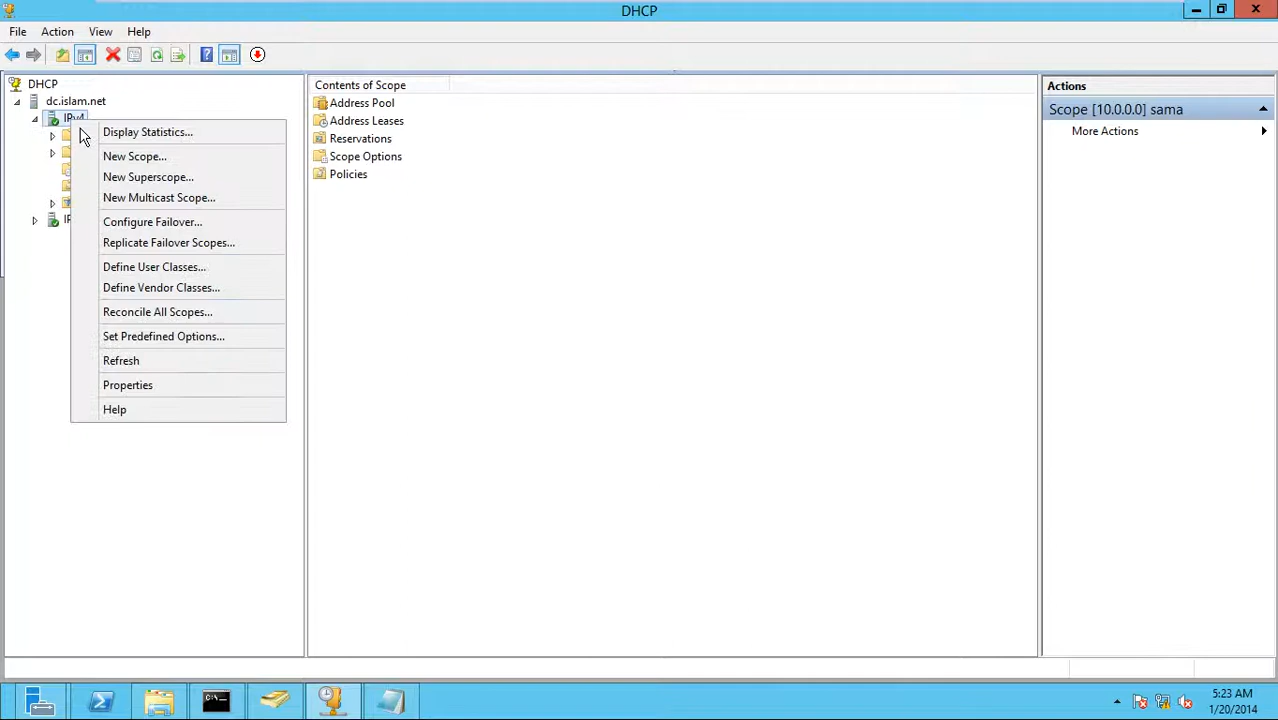 DHCP
File Action View Help
DHCP
dc.islam.net
IPv4
Display Statistics...
New Scope...
New Superscope...
New Multicast Scope...
Configure Failover...
Replicate Failover Scopes...
Define User Classes...
Define Vendor Classes...
Reconcile All Scopes...
Set Predefined Options...
Refresh
Properties
Help
Contents of Scope
Address Pool
Address Leases
Reservations
Scope Options
Policies
Actions
Scope [10.0.0.0] sama
More Actions
5:23 AM
1/20/2014